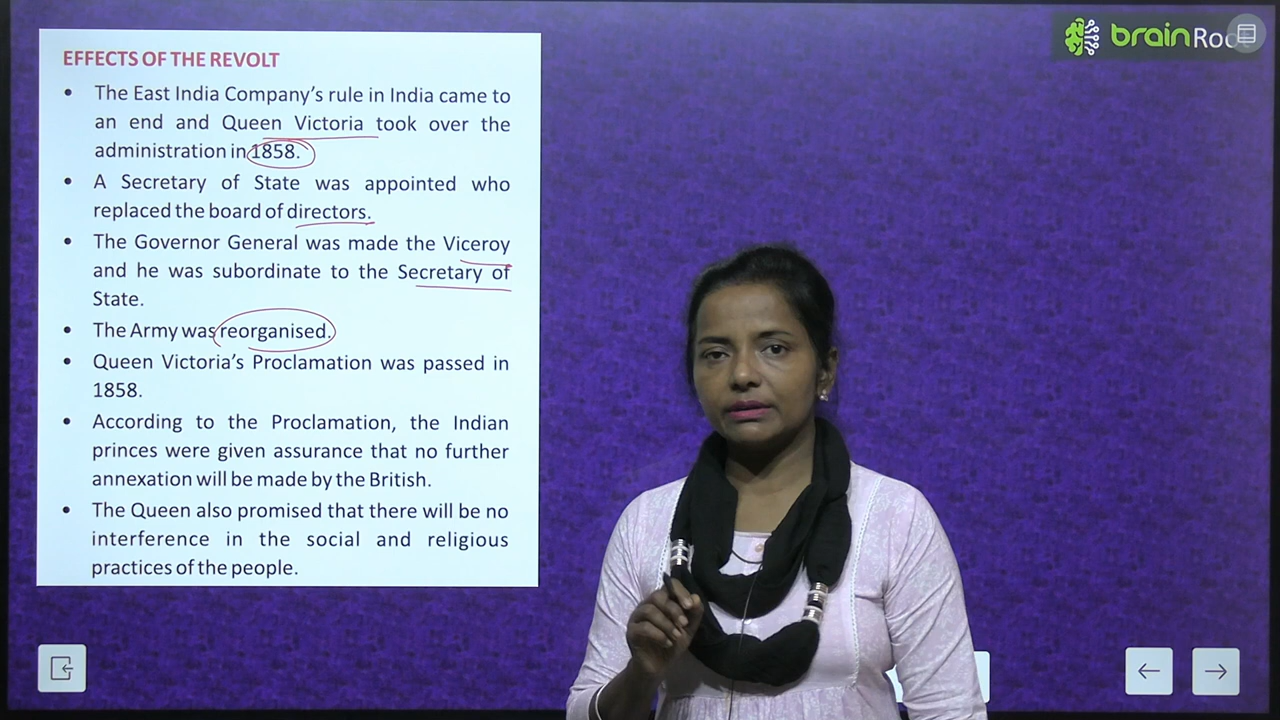 EFFECTS OF THE REVOLT
• The East India Company's rule in India came to
an end and Queen Victoria took over the
administration in 1858.
• A Secretary of State was appointed who
replaced the board of directors.
• The Governor General was made the Viceroy
and he was subordinate to the Secretary of
State.
• The Army was reorganised.
• Queen Victoria's Proclamation was passed in
1858.
• According to the Proclamation, the Indian
princes were given assurance that no further
annexation will be made by the British.
• The Queen also promised that there will be no
interference in the social and religious
practices of the people.